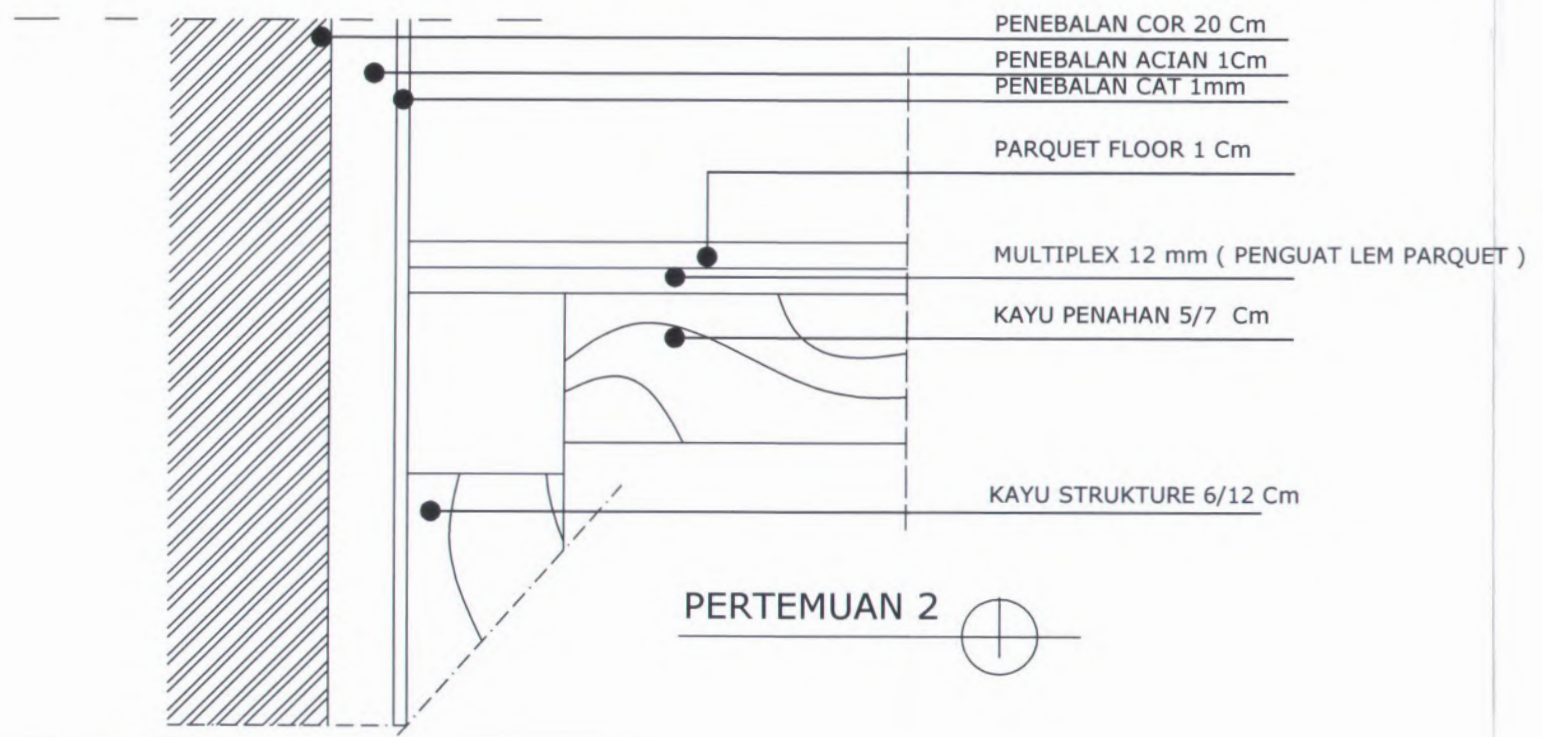 PENEBALAN COR 20 Cm
PENEBALAN ACIAN 1Cm
PENEBALAN CAT 1mm
PARQUET FLOOR 1 Cm
MULTIPLEX 12 mm ( PENGUAT LEM PARQUET )
KAYU PENAHAN 5/7 Cm
KAYU STRUKTURE 6/12 Cm
PERTEMUAN 2